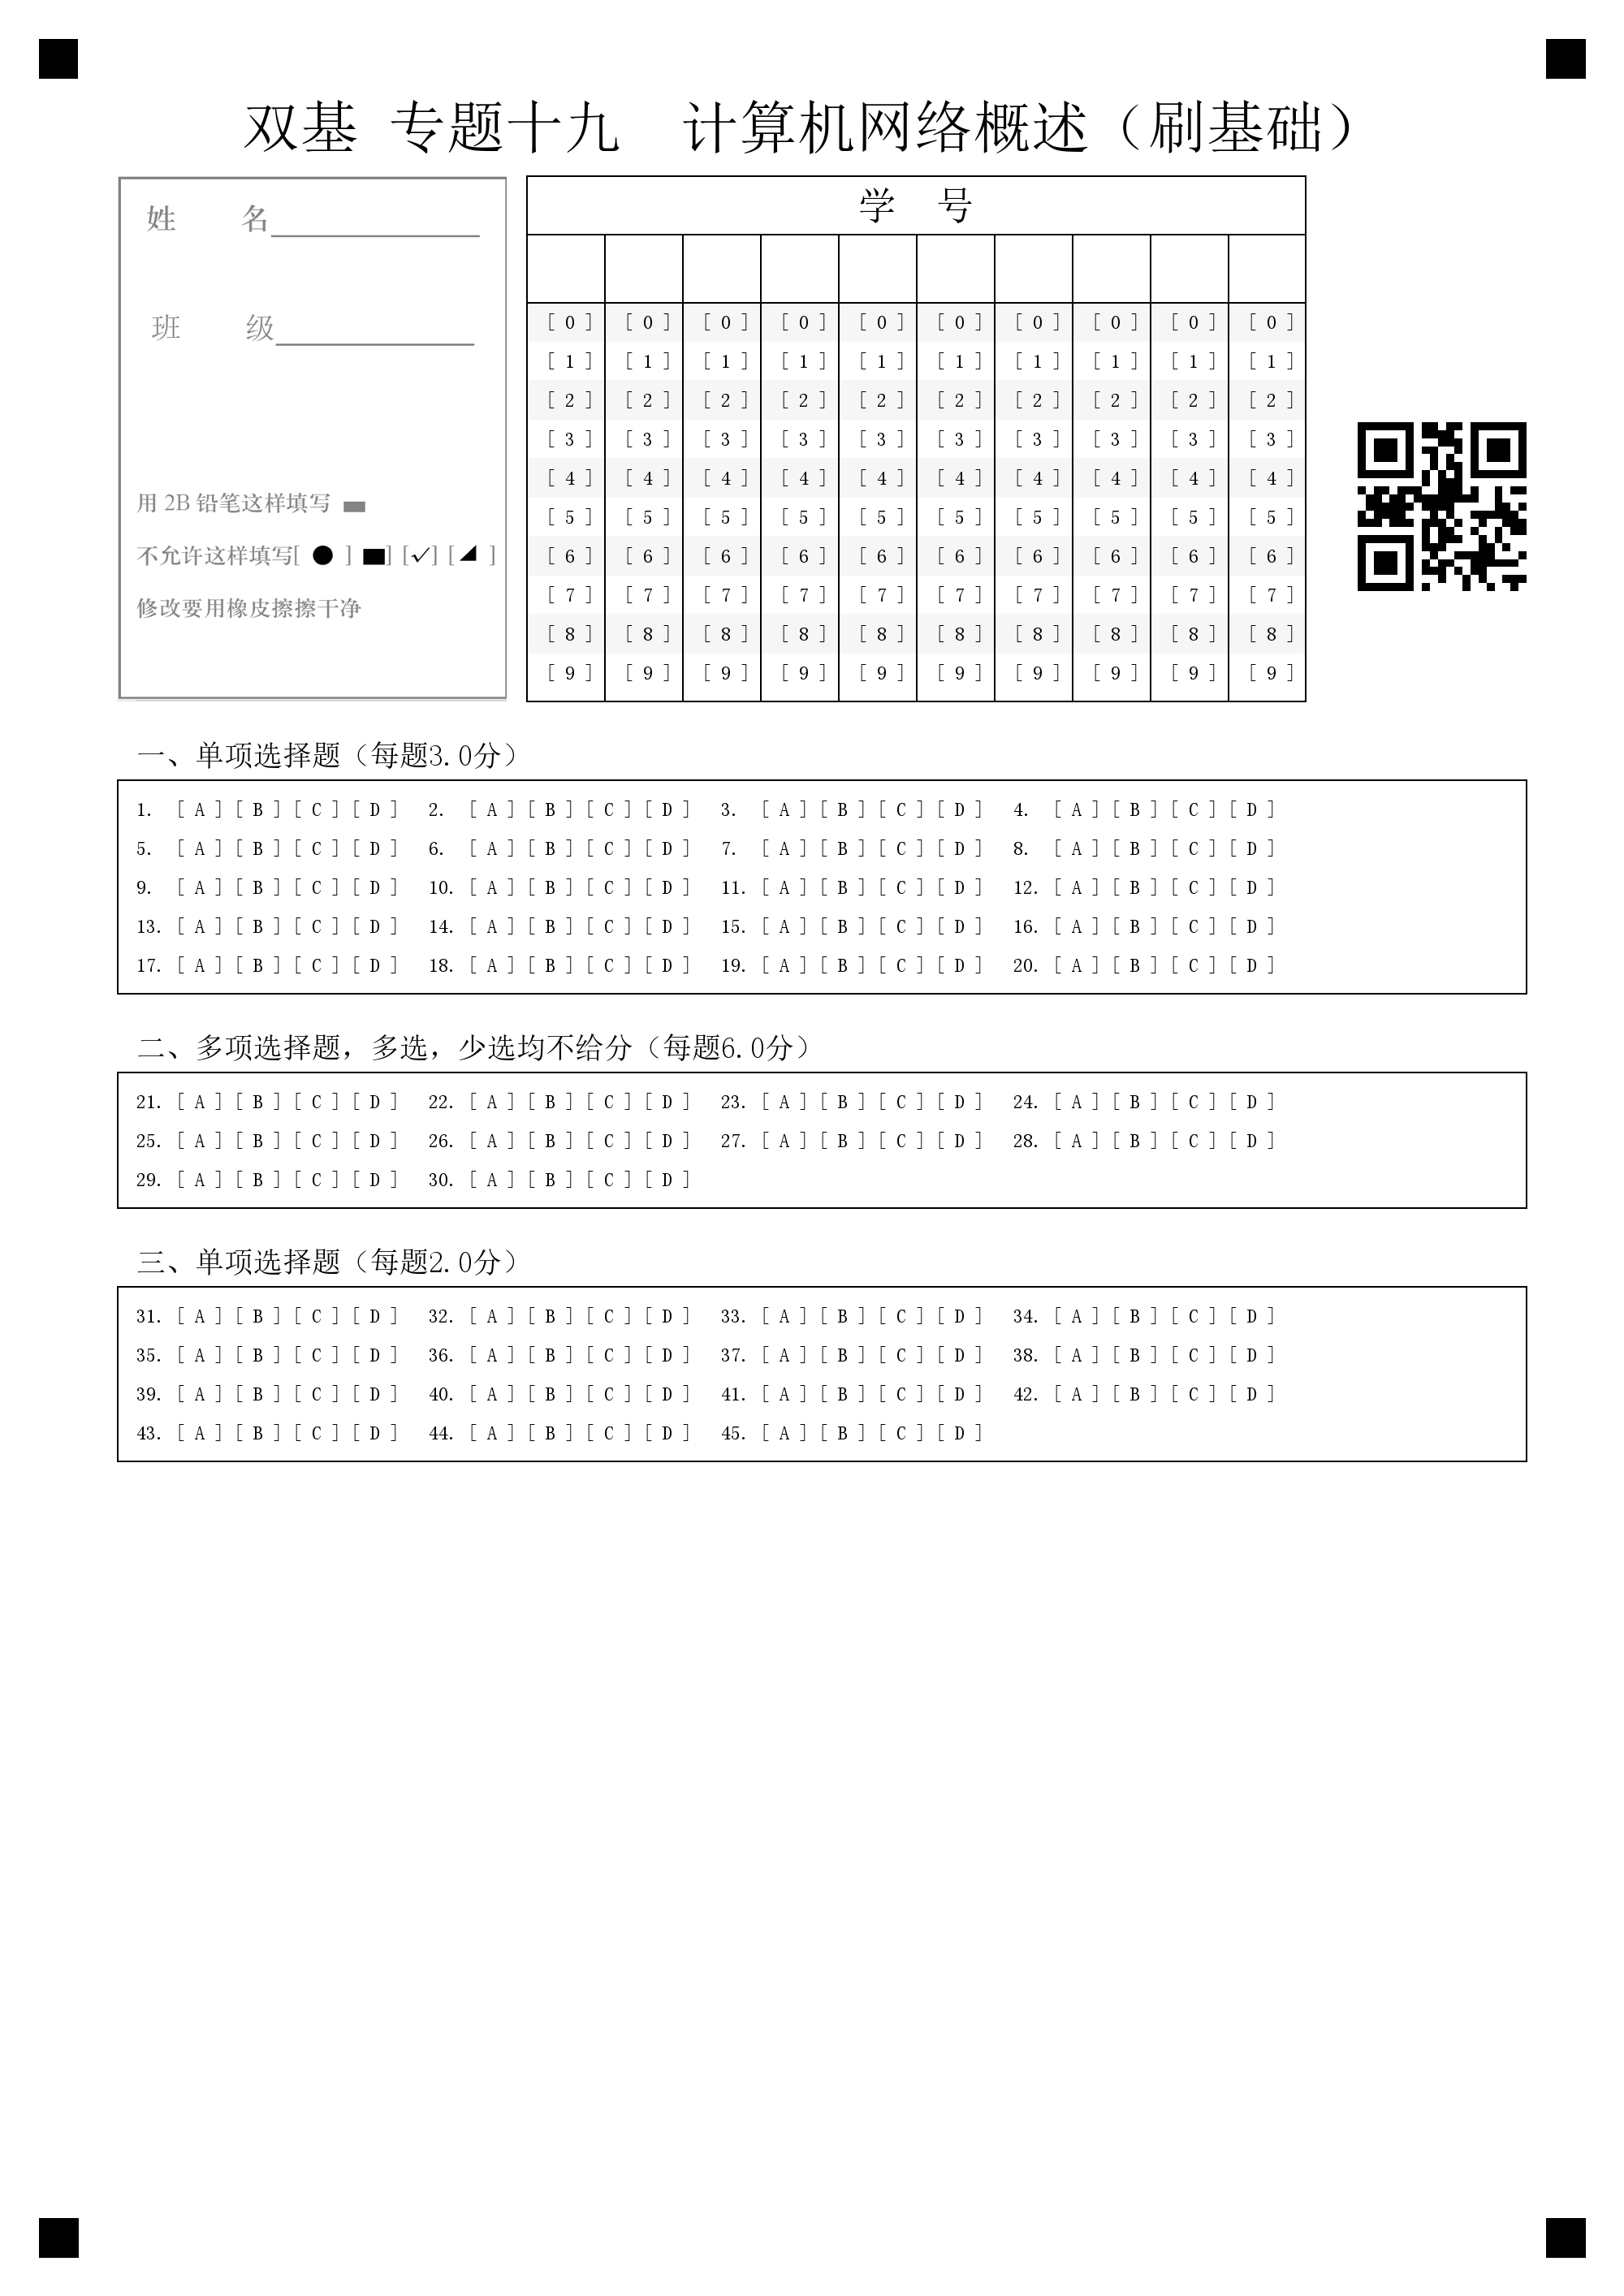 双基 专题十九  计算机网络概述（刷基础）
姓 名
班 级
用 2B 铅笔这样填写
不允许这样填写[ ● ] ■] [✓] [◢ ]
修改要用橡皮擦擦干净
学 号
[ 0 ] [ 0 ] [ 0 ] [ 0 ] [ 0 ] [ 0 ] [ 0 ] [ 0 ] [ 0 ] [ 0 ]
[ 1 ] [ 1 ] [ 1 ] [ 1 ] [ 1 ] [ 1 ] [ 1 ] [ 1 ] [ 1 ] [ 1 ]
[ 2 ] [ 2 ] [ 2 ] [ 2 ] [ 2 ] [ 2 ] [ 2 ] [ 2 ] [ 2 ] [ 2 ]
[ 3 ] [ 3 ] [ 3 ] [ 3 ] [ 3 ] [ 3 ] [ 3 ] [ 3 ] [ 3 ] [ 3 ]
[ 4 ] [ 4 ] [ 4 ] [ 4 ] [ 4 ] [ 4 ] [ 4 ] [ 4 ] [ 4 ] [ 4 ]
[ 5 ] [ 5 ] [ 5 ] [ 5 ] [ 5 ] [ 5 ] [ 5 ] [ 5 ] [ 5 ] [ 5 ]
[ 6 ] [ 6 ] [ 6 ] [ 6 ] [ 6 ] [ 6 ] [ 6 ] [ 6 ] [ 6 ] [ 6 ]
[ 7 ] [ 7 ] [ 7 ] [ 7 ] [ 7 ] [ 7 ] [ 7 ] [ 7 ] [ 7 ] [ 7 ]
[ 8 ] [ 8 ] [ 8 ] [ 8 ] [ 8 ] [ 8 ] [ 8 ] [ 8 ] [ 8 ] [ 8 ]
[ 9 ] [ 9 ] [ 9 ] [ 9 ] [ 9 ] [ 9 ] [ 9 ] [ 9 ] [ 9 ] [ 9 ]
一、单项选择题（每题3.0分）
1. [ A ] [ B ] [ C ] [ D ] 2. [ A ] [ B ] [ C ] [ D ] 3. [ A ] [ B ] [ C ] [ D ] 4. [ A ] [ B ] [ C ] [ D ]
5. [ A ] [ B ] [ C ] [ D ] 6. [ A ] [ B ] [ C ] [ D ] 7. [ A ] [ B ] [ C ] [ D ] 8. [ A ] [ B ] [ C ] [ D ]
9. [ A ] [ B ] [ C ] [ D ] 10. [ A ] [ B ] [ C ] [ D ] 11. [ A ] [ B ] [ C ] [ D ] 12. [ A ] [ B ] [ C ] [ D ]
13. [ A ] [ B ] [ C ] [ D ] 14. [ A ] [ B ] [ C ] [ D ] 15. [ A ] [ B ] [ C ] [ D ] 16. [ A ] [ B ] [ C ] [ D ]
17. [ A ] [ B ] [ C ] [ D ] 18. [ A ] [ B ] [ C ] [ D ] 19. [ A ] [ B ] [ C ] [ D ] 20. [ A ] [ B ] [ C ] [ D ]
二、多项选择题，多选，少选均不给分（每题6.0分）
21. [ A ] [ B ] [ C ] [ D ] 22. [ A ] [ B ] [ C ] [ D ] 23. [ A ] [ B ] [ C ] [ D ] 24. [ A ] [ B ] [ C ] [ D ]
25. [ A ] [ B ] [ C ] [ D ] 26. [ A ] [ B ] [ C ] [ D ] 27. [ A ] [ B ] [ C ] [ D ] 28. [ A ] [ B ] [ C ] [ D ]
29. [ A ] [ B ] [ C ] [ D ] 30. [ A ] [ B ] [ C ] [ D ]
三、单项选择题（每题2.0分）
31. [ A ] [ B ] [ C ] [ D ] 32. [ A ] [ B ] [ C ] [ D ] 33. [ A ] [ B ] [ C ] [ D ] 34. [ A ] [ B ] [ C ] [ D ]
35. [ A ] [ B ] [ C ] [ D ] 36. [ A ] [ B ] [ C ] [ D ] 37. [ A ] [ B ] [ C ] [ D ] 38. [ A ] [ B ] [ C ] [ D ]
39. [ A ] [ B ] [ C ] [ D ] 40. [ A ] [ B ] [ C ] [ D ] 41. [ A ] [ B ] [ C ] [ D ] 42. [ A ] [ B ] [ C ] [ D ]
43. [ A ] [ B ] [ C ] [ D ] 44. [ A ] [ B ] [ C ] [ D ] 45. [ A ] [ B ] [ C ] [ D ]